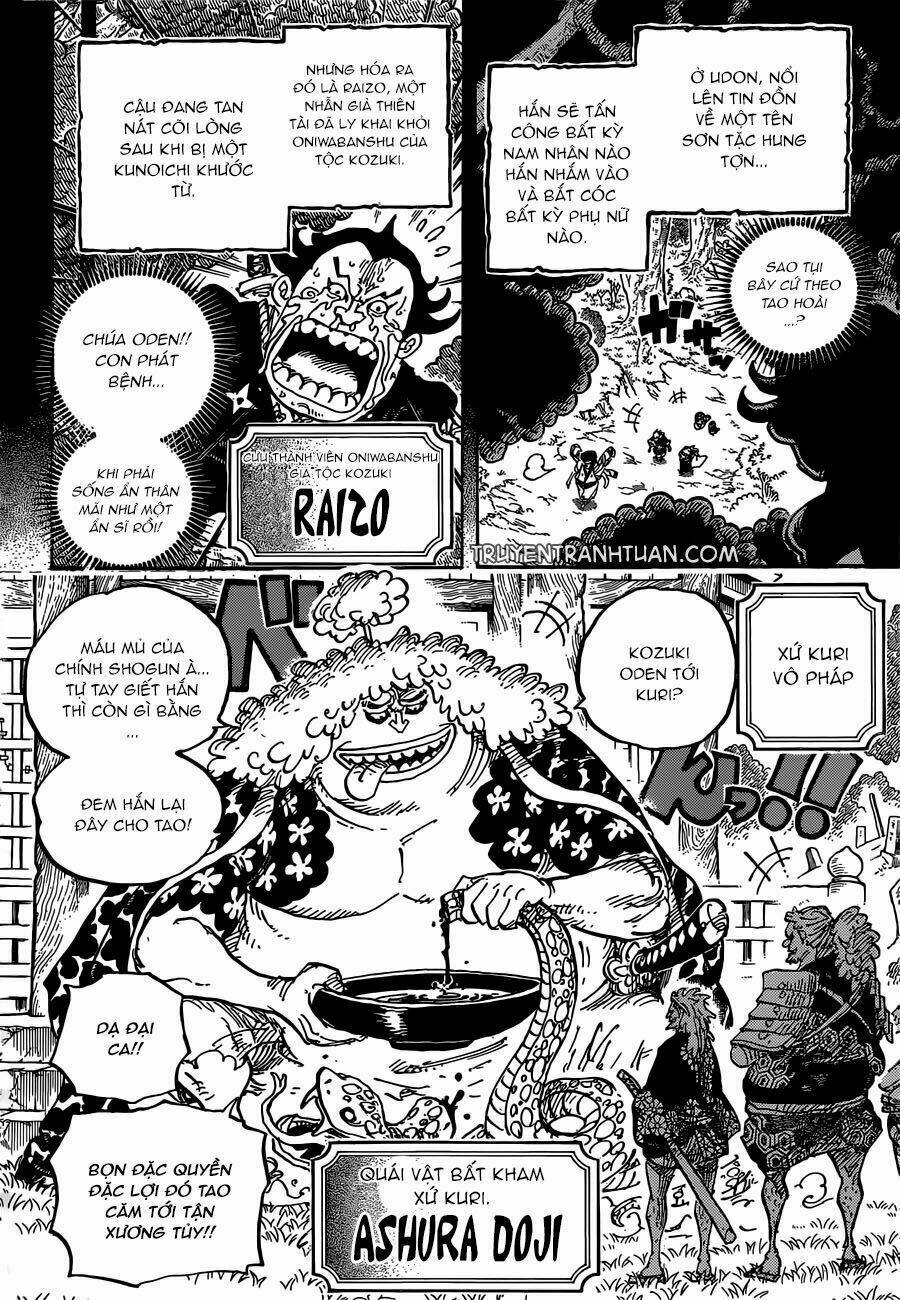 Ở UDON, NỔI
LÊN TIN ĐỒN
VỀ MỘT TÊN
SƠN TẶC HUNG
TỢN...
HẮN SẼ TẤN
CÔNG BẤT KỲ
NAM NHÂN NÀO
HẮN NHẮM VÀO
VÀ BẮT CÓC
BẤT KỲ PHỤ NỮ
NÀO.
SAO TỤI
BÂY CỨ THEO
TAO HOÀI
...?
ガ ザ ッ
NHƯNG HÓA RA
ĐÓ LÀ RAIZO, MỘT
NHẪN GIẢ THIÊN
TÀI ĐÃ LY KHAI KHỎI
ONIWABANSHU CỦA
TỘC KOZUKI.
CẬU ĐANG TAN
NÁT CÕI LÒNG
SAU KHI BỊ MỘT
KUNOICHI KHƯỚC
TỪ.
CHÚA ODEN!!
CON PHÁT
BỆNH...
KHI PHẢI
SỐNG ẨN THÂN
MÃI NHƯ MỘT
ẨN SĨ RỒI!
CỰU THÀNH VIÊN ONIWABANSHU
GIA TỘC KOZUKI
RAIZO
TRUYENTRANHTUAN.COM
XỨ KURI
VÔ PHÁP
KOZUKI
ODEN TỚI
KURI?
べ
んっ!!
MÁU MỦ CỦA
CHÍNH SHOGUN À...
TỰ TAY GIẾT HẮN
THÌ CÒN GÌ BẰNG
...
ĐEM HẮN LẠI
ĐÂY CHO TAO!
DẠ ĐẠI
CA!!
BỌN ĐẶC QUYỀN
ĐẶC LỢI ĐÓ TAO
CĂM TỚI TẬN
XƯƠNG TỦY!!
QUÁI VẬT BẤT KHAM
XỨ KURI.
ASHURA DOJI